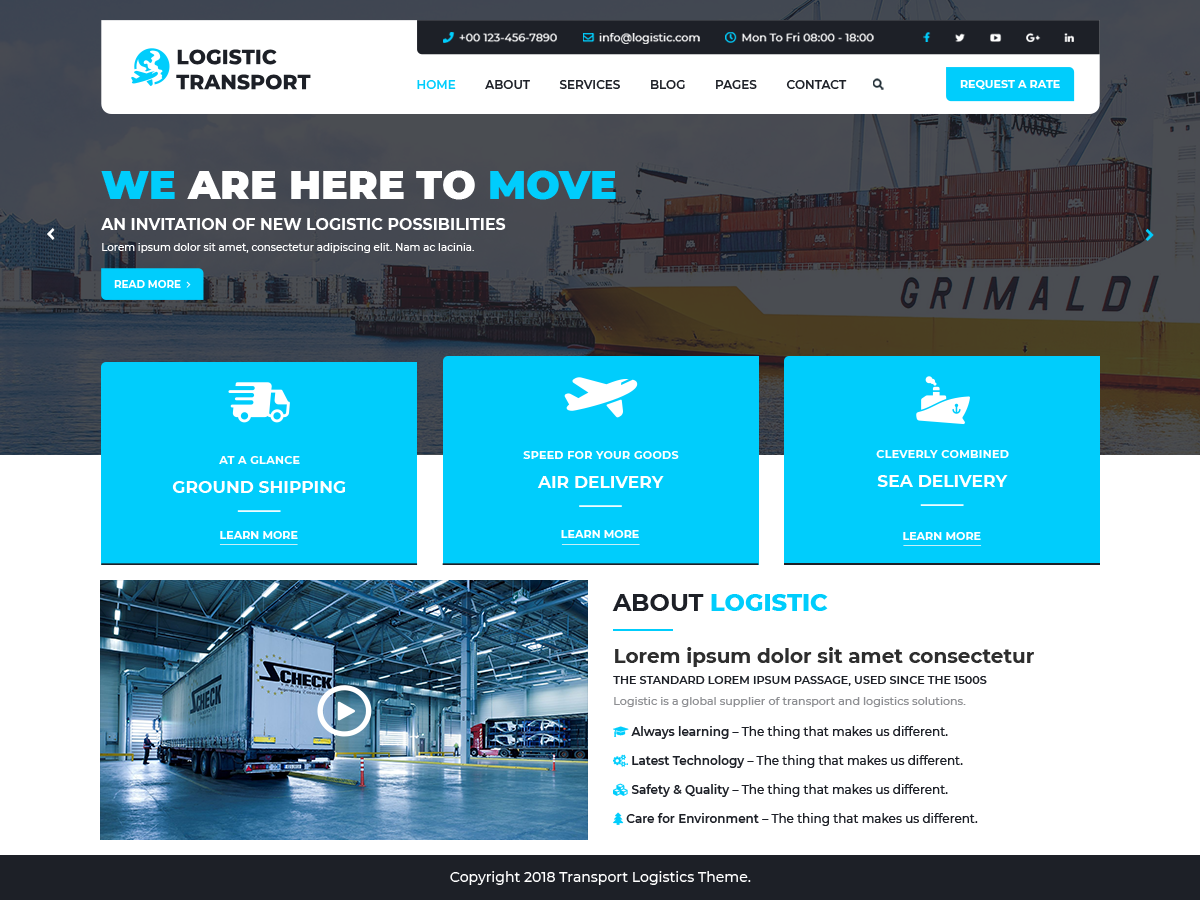 +00 123-456-7890 info@logistic.com Mon To Fri 08:00 - 18:00
LOGISTIC
TRANSPORT
HOME ABOUT SERVICES BLOG PAGES CONTACT REQUEST A RATE
WE ARE HERE TO MOVE
AN INVITATION OF NEW LOGISTIC POSSIBILITIES
Lorem ipsum dolor sit amet, consectetur adipiscing elit. Nam ac lacinia.
READ MORE
GRIMALDI
AT A GLANCE
GROUND SHIPPING
LEARN MORE
SPEED FOR YOUR GOODS
AIR DELIVERY
LEARN MORE
CLEVERLY COMBINED
SEA DELIVERY
LEARN MORE
SCHECK
SCHECK
ABOUT LOGISTIC
Lorem ipsum dolor sit amet consectetur
THE STANDARD LOREM IPSUM PASSAGE, USED SINCE THE 1500S
Logistic is a global supplier of transport and logistics solutions.
Always learning – The thing that makes us different.
Latest Technology – The thing that makes us different.
Safety & Quality – The thing that makes us different.
Care for Environment – The thing that makes us different.
Copyright 2018 Transport Logistics Theme.